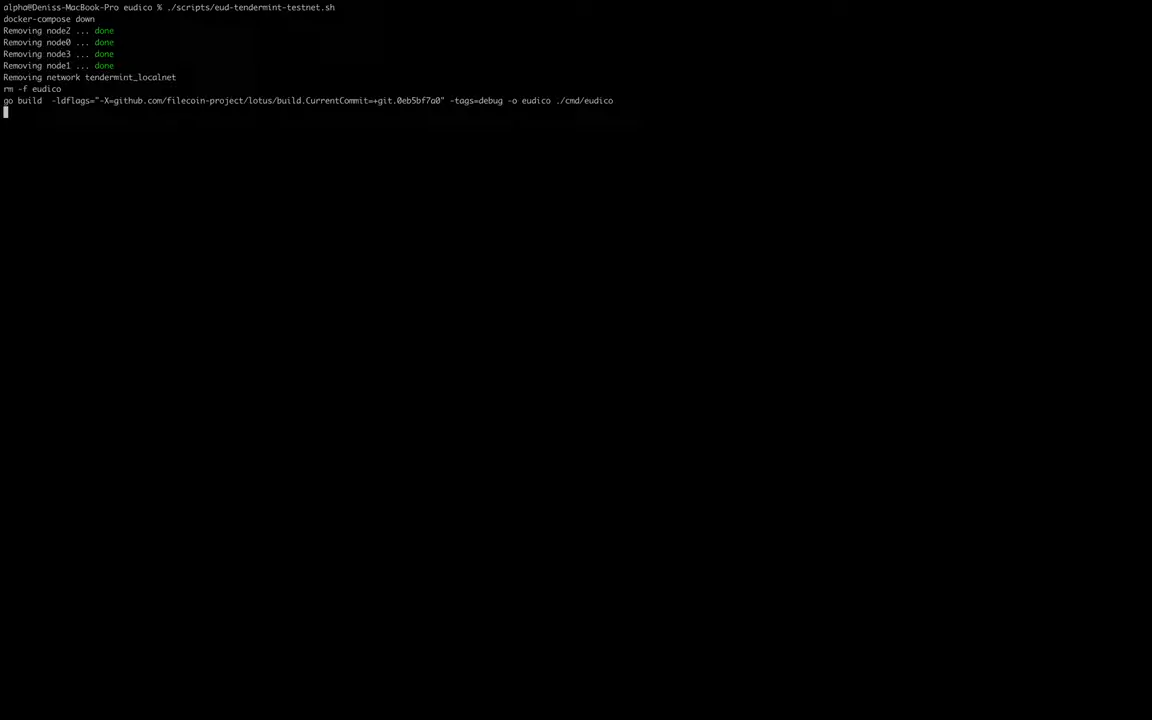 alpha@Deniss-MacBook-Pro eudico % ./scripts/eud-tendermint-testnet.sh
docker-compose down
Removing node2 ... done
Removing node0 ... done
Removing node3 ... done
Removing node1 ... done
Removing network tendermint_localnet
rm -f eudico
go build  -ldflags="-X=github.com/filecoin-project/lotus/build.CurrentCommit=+git.0eb5bf7a0" -tags=debug -o eudico ./cmd/eudico